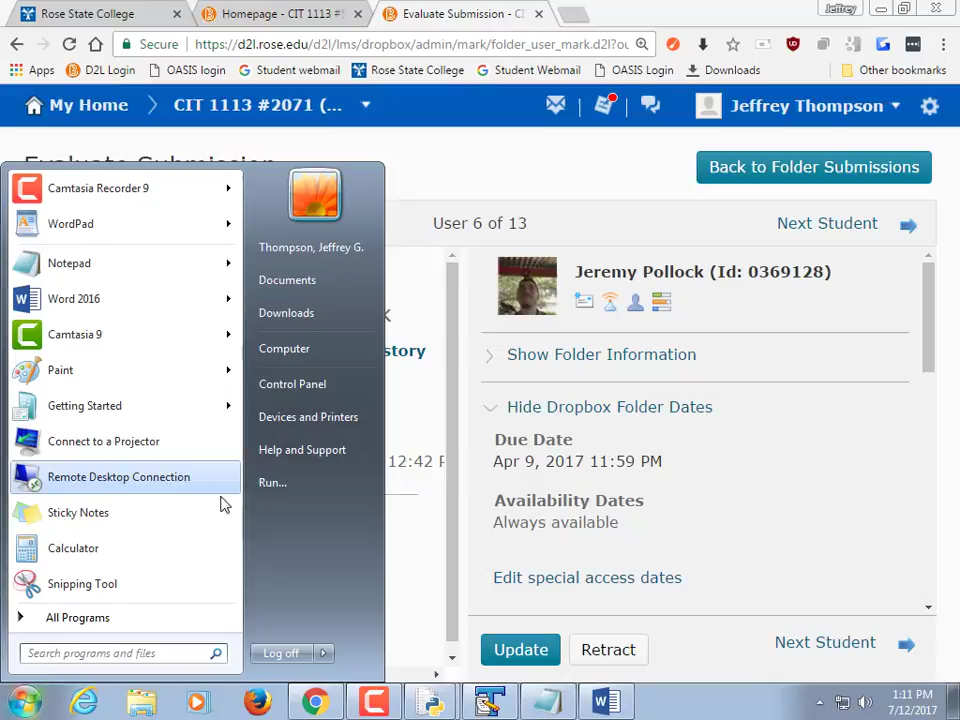 Rose State College
Homepage - CIT 1113 #5
Evaluate Submission - CI
Jeffrey
Secure
https://d2l.rose.edu/d2l/lms/dropbox/admin/mark/folder_user_mark.d2l?ou
Apps
D2L Login
OASIS login
Student webmail
Rose State College
Student Webmail
OASIS Login
Downloads
Other bookmarks
My Home
CIT 1113 #2071 (...
Jeffrey Thompson
Evaluate Submission
Back to Folder Submissions
User 6 of 13
Next Student
Camtasia Recorder 9
WordPad
Notepad
Word 2016
Camtasia 9
Paint
Getting Started
Connect to a Projector
Remote Desktop Connection
Sticky Notes
Calculator
Snipping Tool
All Programs
Search programs and files
Thompson, Jeffrey G.
Documents
Downloads
Computer
Control Panel
Devices and Printers
Help and Support
Run...
Log off
story
12:42 P
Jeremy Pollock (Id: 0369128)
Show Folder Information
Hide Dropbox Folder Dates
Due Date
Apr 9, 2017 11:59 PM
Availability Dates
Always available
Edit special access dates
Update
Retract
Next Student
1:11 PM
7/12/2017